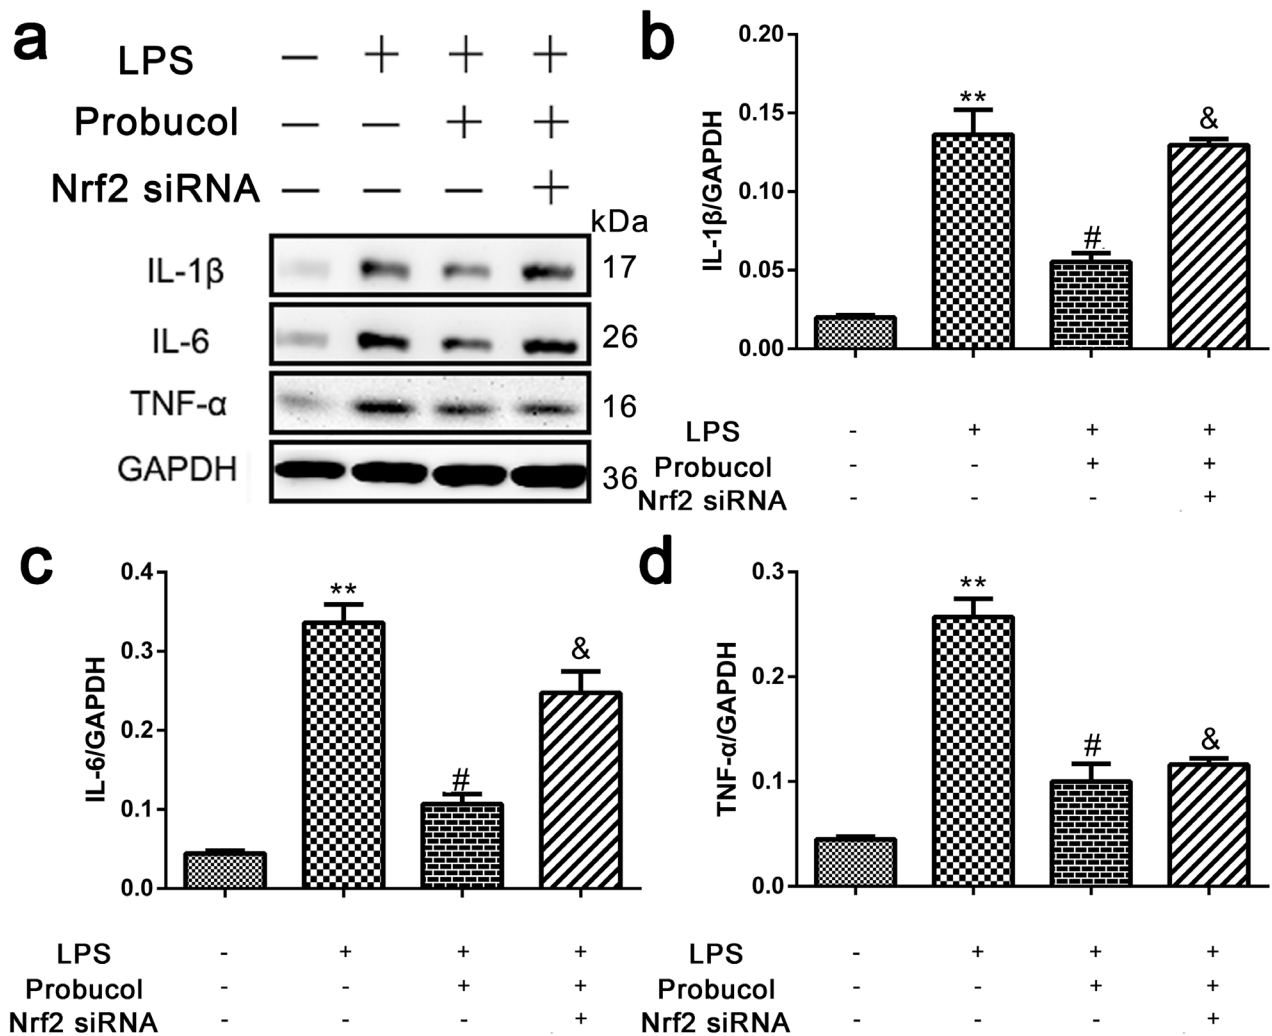 a
LPS — + + +
Probucol — — + +
Nrf2 siRNA — — — +
kDa
IL-1β 17
IL-6 26
TNF-α 16
GAPDH 36
b
IL-1β/GAPDH
0.20
0.15
0.10
0.05
0.00
**
#
&
LPS - + + +
Probucol - - + +
Nrf2 siRNA - - - +
c
IL-6/GAPDH
0.4
0.3
0.2
0.1
0.0
**
#
&
LPS - + + +
Probucol - - + +
Nrf2 siRNA - - - +
d
TNF-α/GAPDH
0.3
0.2
0.1
0.0
**
#
&
LPS - + + +
Probucol - - + +
Nrf2 siRNA - - - +